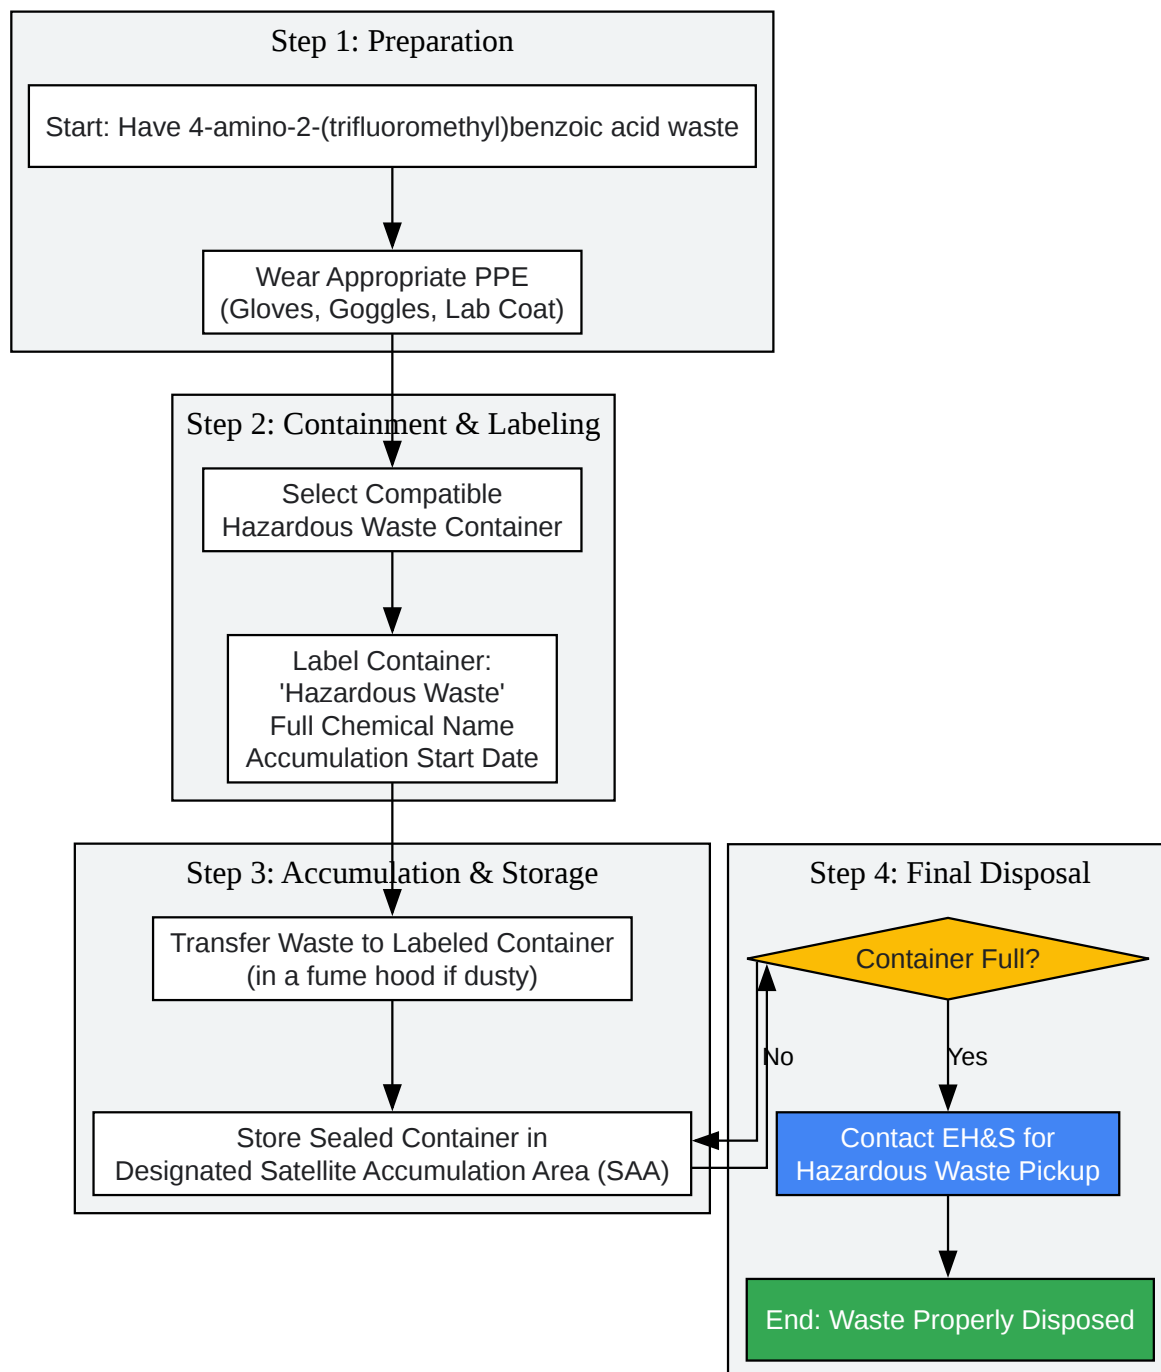 Step 1: Preparation
Start: Have 4-amino-2-(trifluoromethyl)benzoic acid waste
Wear Appropriate PPE
(Gloves, Goggles, Lab Coat)
Step 2: Containment & Labeling
Select Compatible
Hazardous Waste Container
Label Container:
'Hazardous Waste'
Full Chemical Name
Accumulation Start Date
Step 3: Accumulation & Storage
Transfer Waste to Labeled Container
(in a fume hood if dusty)
Store Sealed Container in
Designated Satellite Accumulation Area (SAA)
Step 4: Final Disposal
Container Full?
No
Yes
Contact EH&S for
Hazardous Waste Pickup
End: Waste Properly Disposed